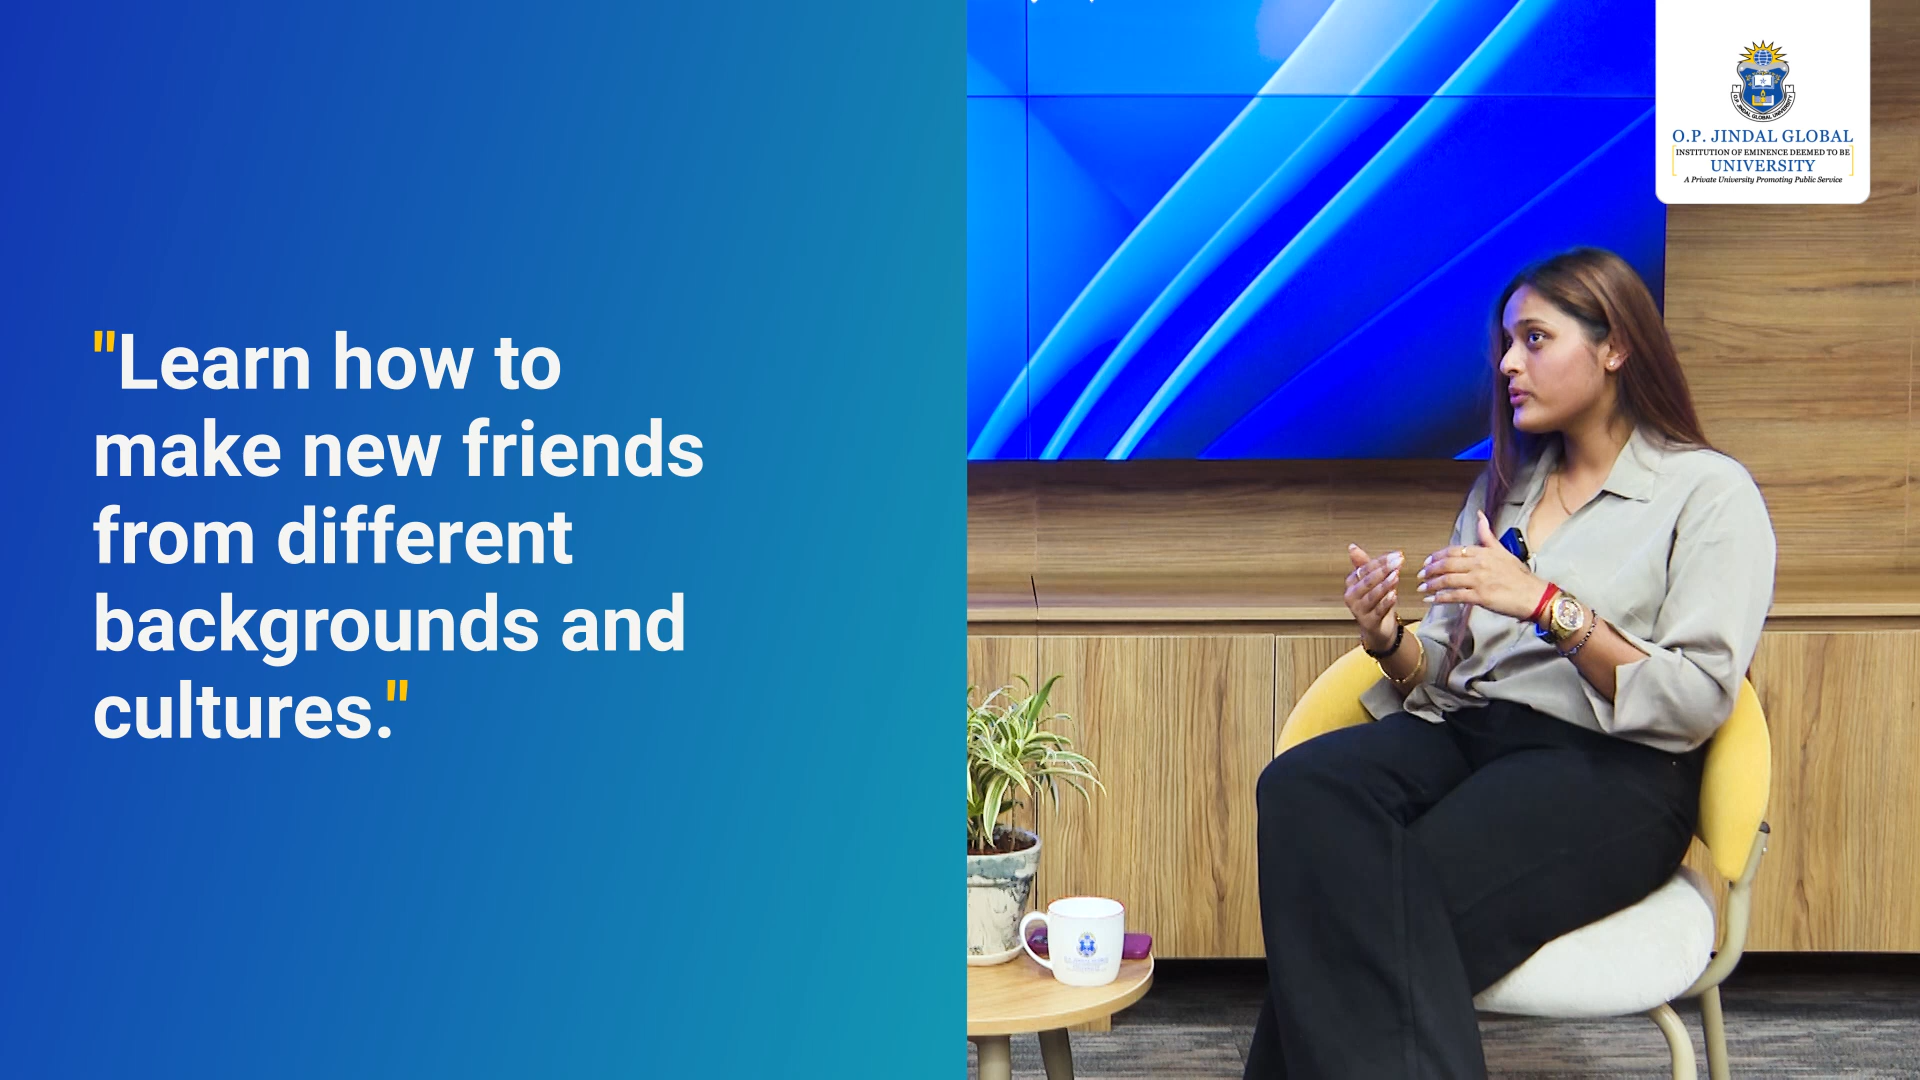 "Learn how to
make new friends
from different
backgrounds and
cultures."
O.P. JINDAL GLOBAL
INSTITUTION OF EMINENCE DEEMED TO BE
UNIVERSITY
A Private University Promoting Public Service